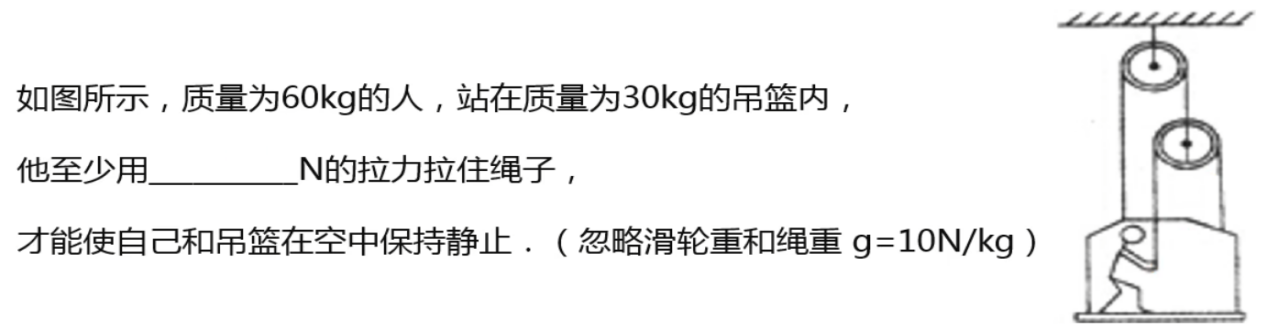 如图所示，质量为60kg的人，站在质量为30kg的吊篮内，
他至少用__________N的拉力拉住绳子，
才能使自己和吊篮在空中保持静止．（忽略滑轮重和绳重 g=10N/kg）